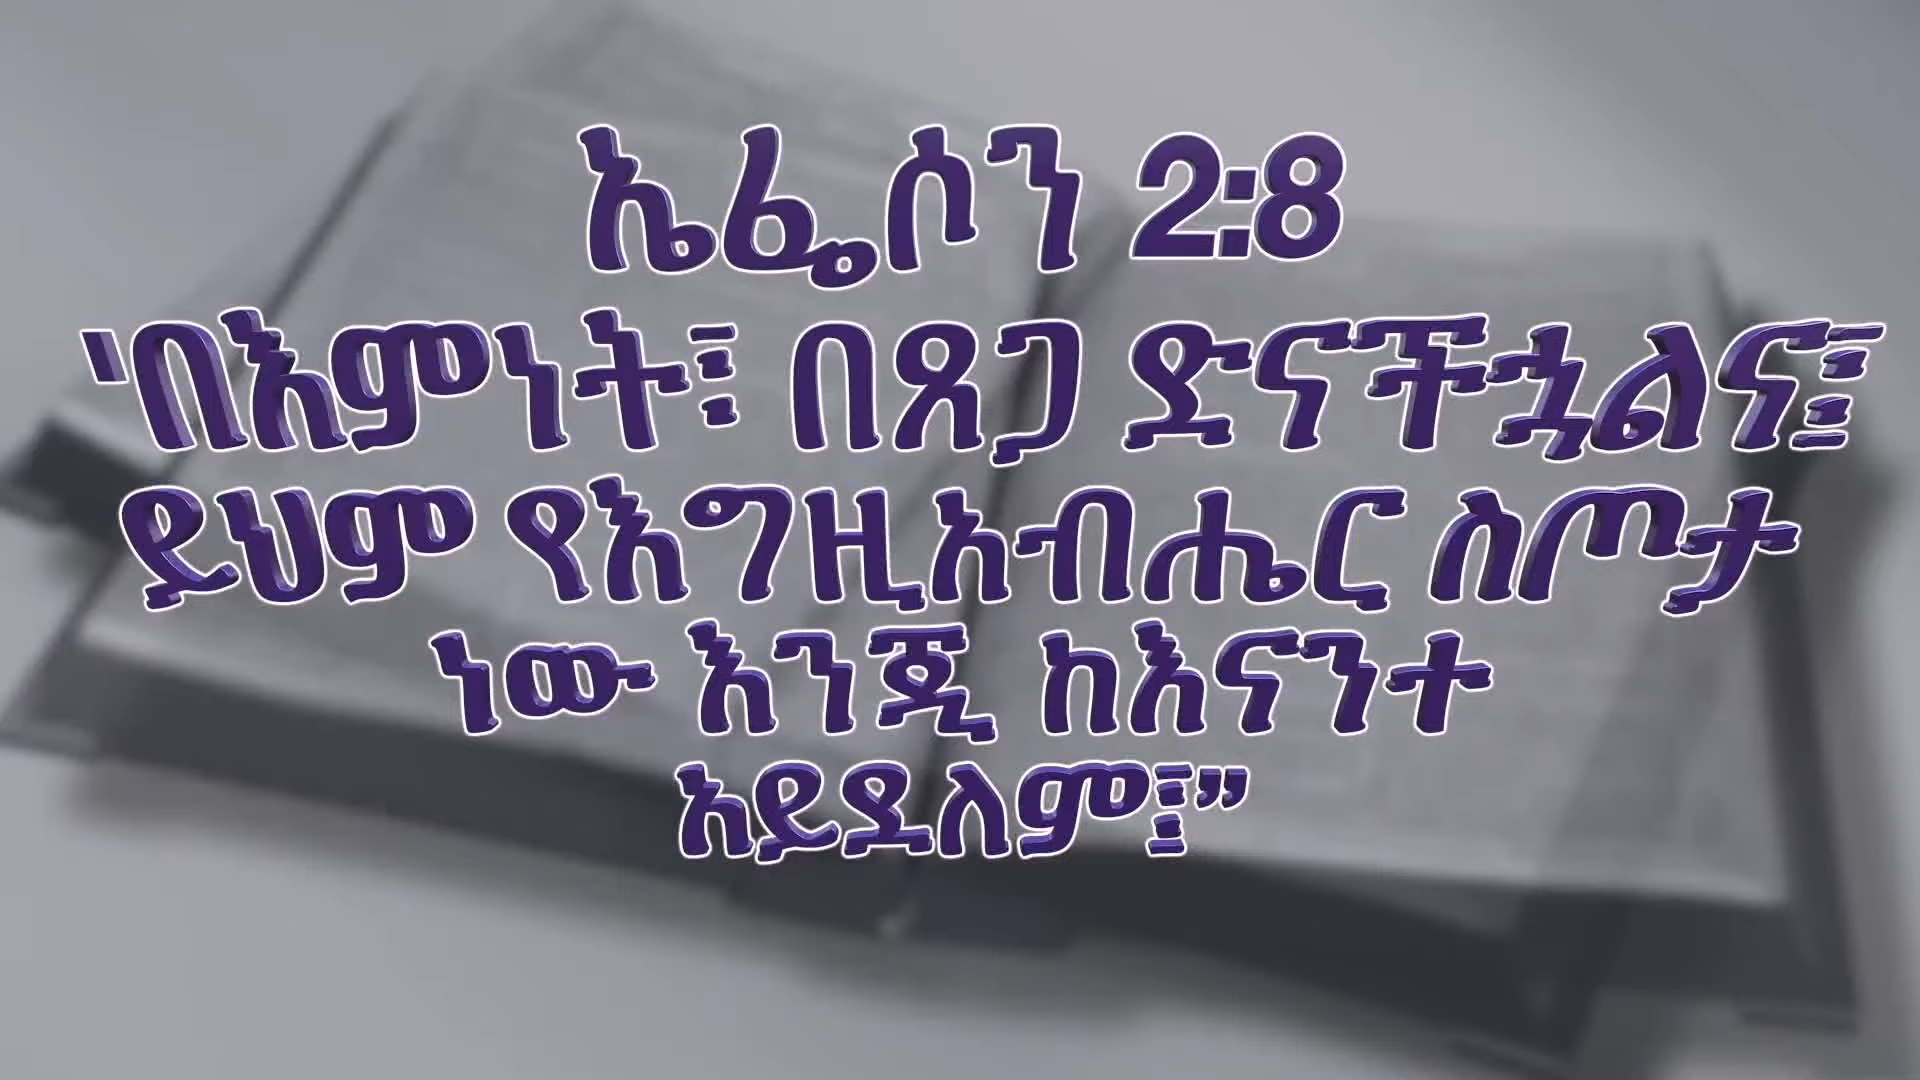 ኤፌሶን 2:8
'በእምነት፣ በጸጋ ድናችኋልና፤
ይህም የእግዚአብሔር ስጦታ
ነው እንጂ ከእናንተ
አይደለም፤”